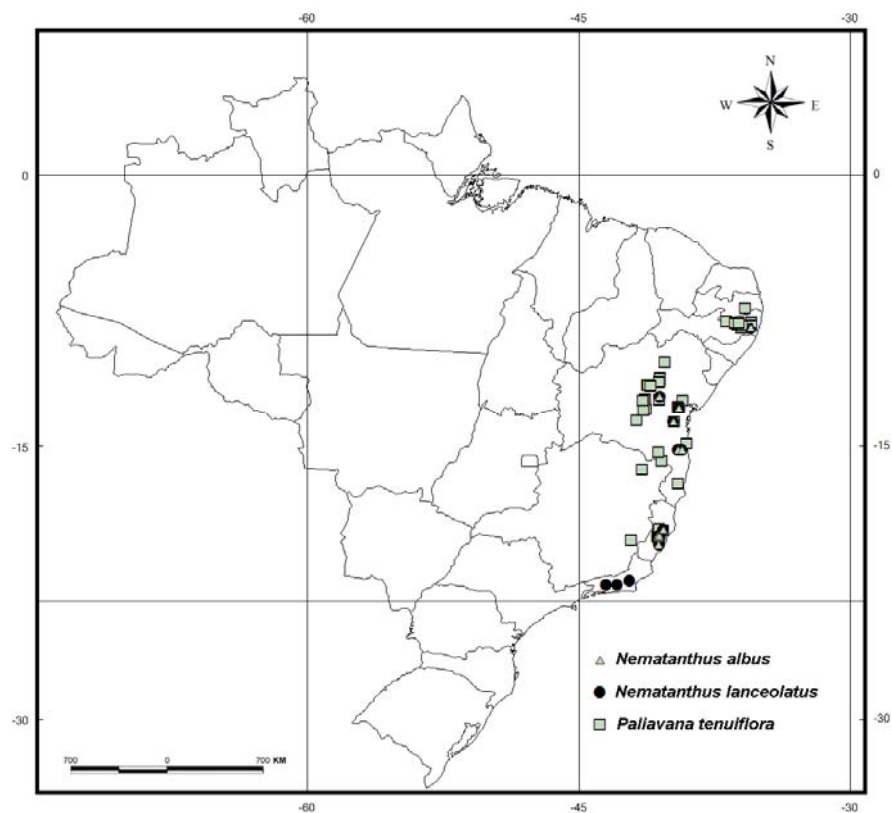 -60 -45 -30
N
W E
S
0 0
-15 -15
Nematanthus albus
Nematanthus lanceolatus
Paliavana tenuiflora
-30 -30
700 0 700 KM
-60 -45 -30